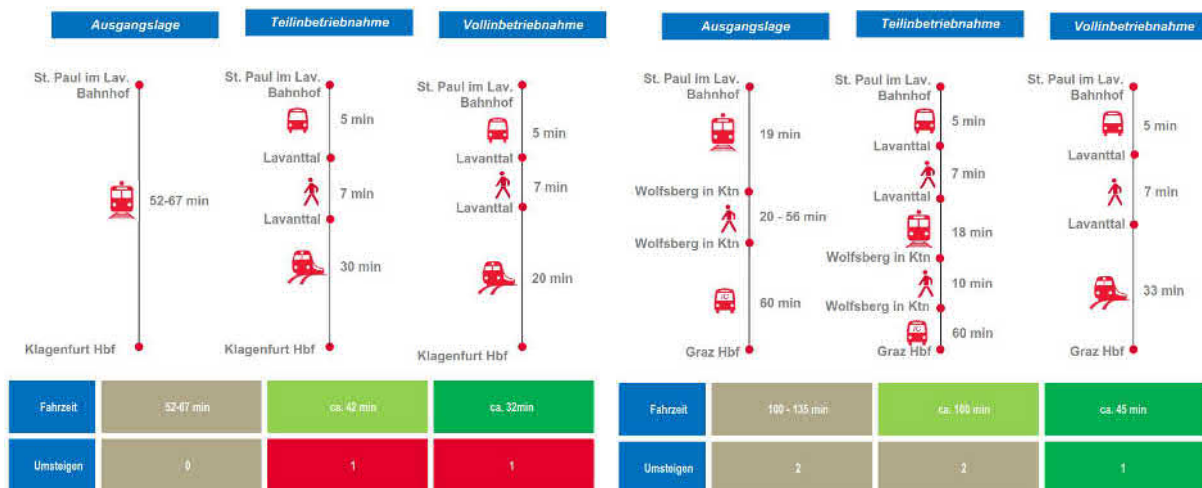 Ausgangslage
Teilinbetriebnahme
Vollinbetriebnahme
St. Paul im Lav.
Bahnhof
52-67 min
Klagenfurt Hbf
St. Paul im Lav.
Bahnhof
5 min
Lavanttal
7 min
Lavanttal
30 min
Klagenfurt Hbf
St. Paul im Lav.
Bahnhof
5 min
Lavanttal
7 min
Lavanttal
20 min
Klagenfurt Hbf
Fahrzeit
52-67 min
ca. 42 min
ca. 32min
Umsteigen
0
1
1
Ausgangslage
Teilinbetriebnahme
Vollinbetriebnahme
St. Paul im Lav.
Bahnhof
19 min
Wolfsberg in Ktn
20 - 56 min
Wolfsberg in Ktn
60 min
Graz Hbf
St. Paul im Lav.
Bahnhof
5 min
Lavanttal
7 min
Lavanttal
18 min
Wolfsberg in Ktn
10 min
Wolfsberg in Ktn
60 min
Graz Hbf
St. Paul im Lav.
Bahnhof
5 min
Lavanttal
7 min
Lavanttal
33 min
Graz Hbf
Fahrzeit
100 - 135 min
ca. 100 min
ca. 45 min
Umsteigen
2
2
1